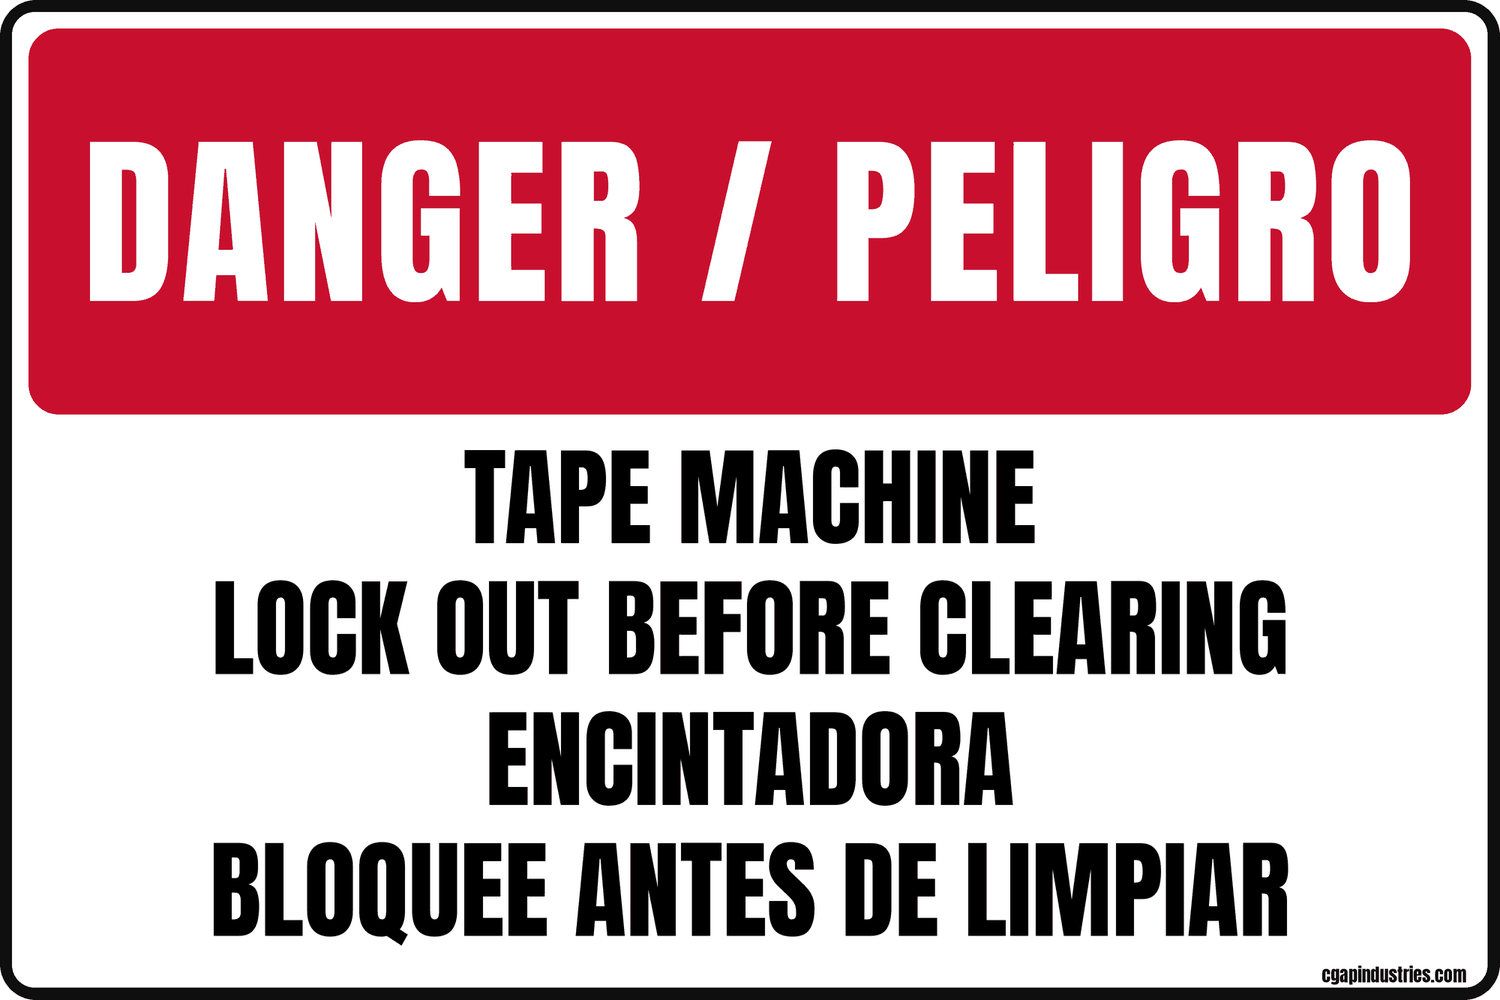 DANGER / PELIGRO
TAPE MACHINE
LOCK OUT BEFORE CLEARING
ENCINTADORA
BLOQUEE ANTES DE LIMPIAR
cgapindustries.com